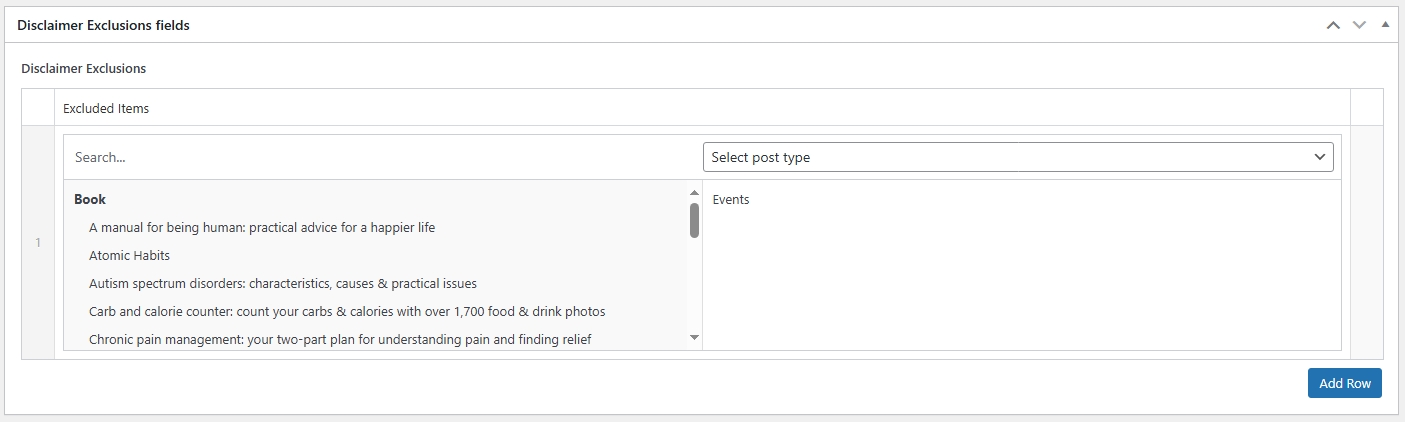 Disclaimer Exclusions fields
Disclaimer Exclusions
Excluded Items
Search...
Select post type
1
Book
A manual for being human: practical advice for a happier life
Atomic Habits
Autism spectrum disorders: characteristics, causes & practical issues
Carb and calorie counter: count your carbs & calories with over 1,700 food & drink photos
Chronic pain management: your two-part plan for understanding pain and finding relief
Events
Add Row